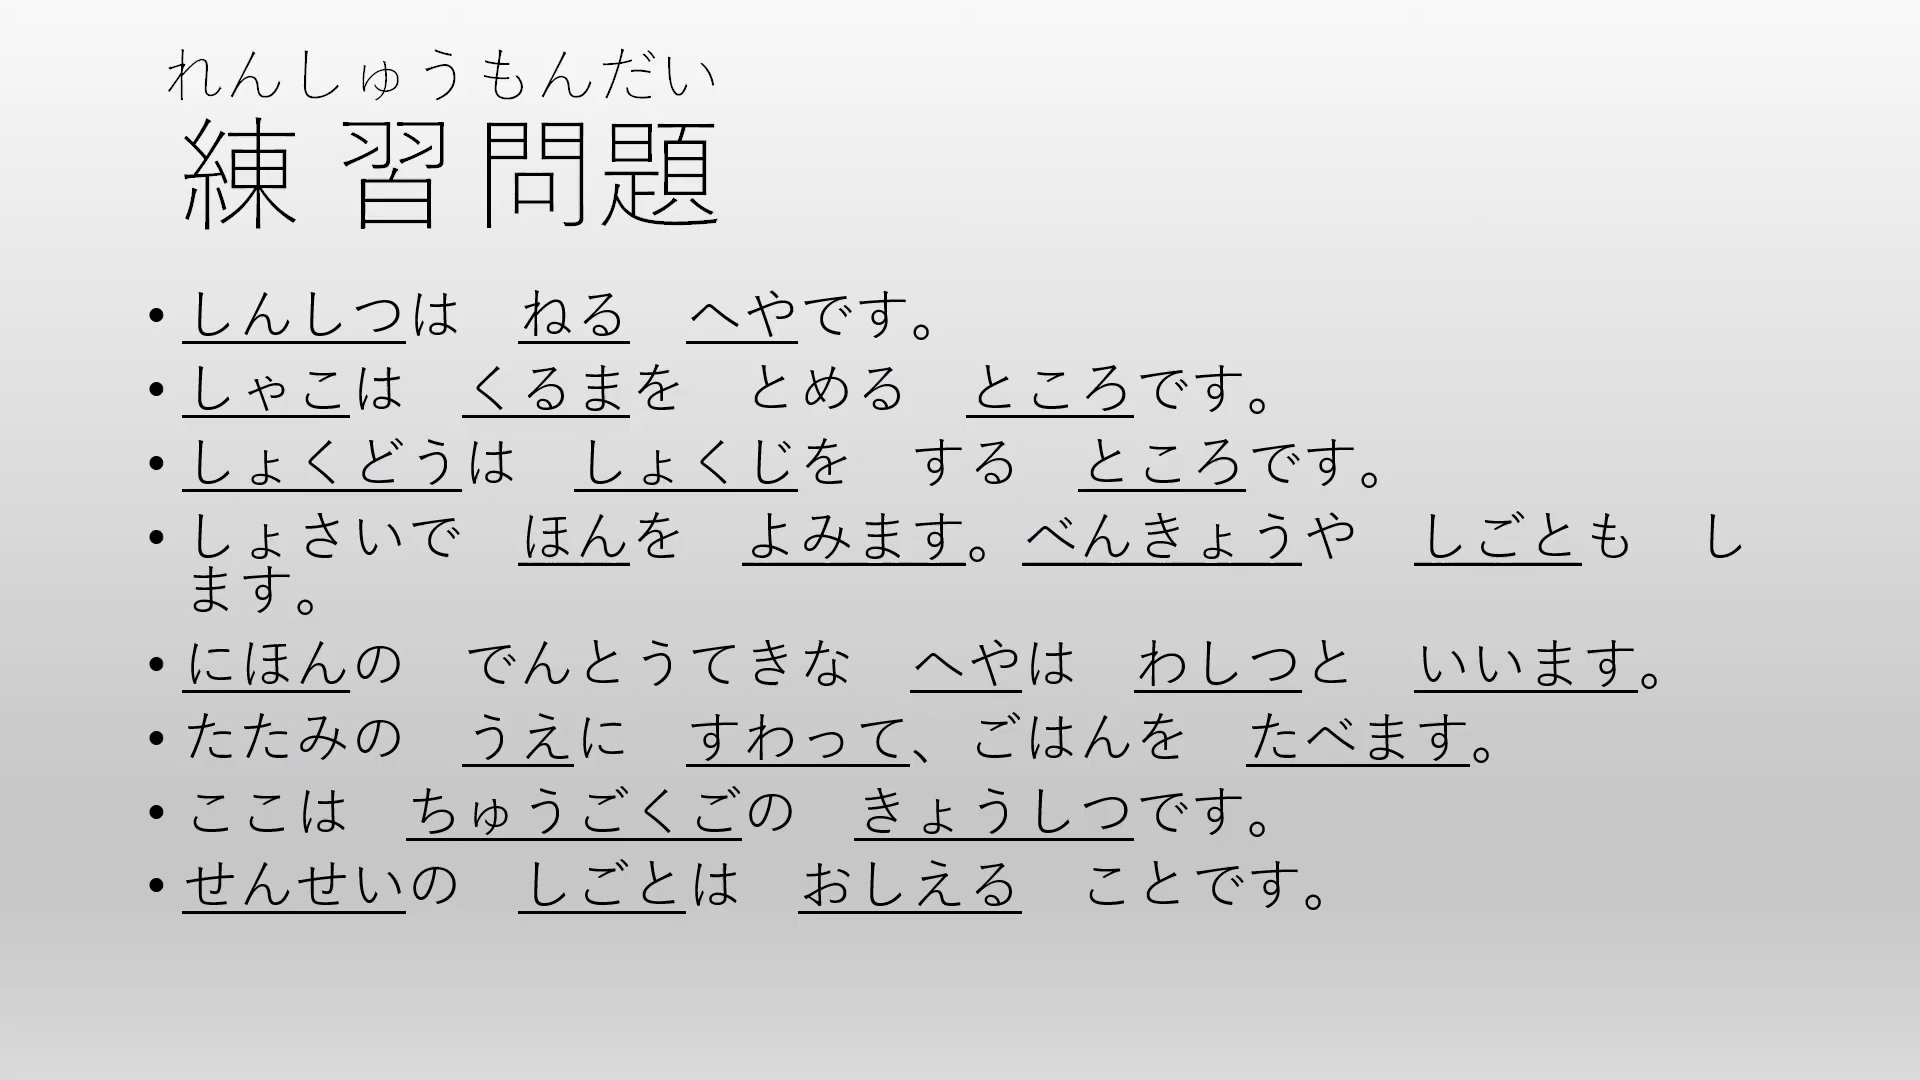 れんしゅうもんだい
練習問題
• しんしつは　ねる　へやです。
• しゃこは　くるまを　とめる　ところです。
• しょくどうは　しょくじを　する　ところです。
• しょさいで　ほんを　よみます。べんきょうや　しごとも　し
ます。
• にほんの　でんとうてきな　へやは　わしつと　いいます。
• たたみの　うえに　すわって、ごはんを　たべます。
• ここは　ちゅうごくごの　きょうしつです。
• せんせいの　しごとは　おしえる　ことです。